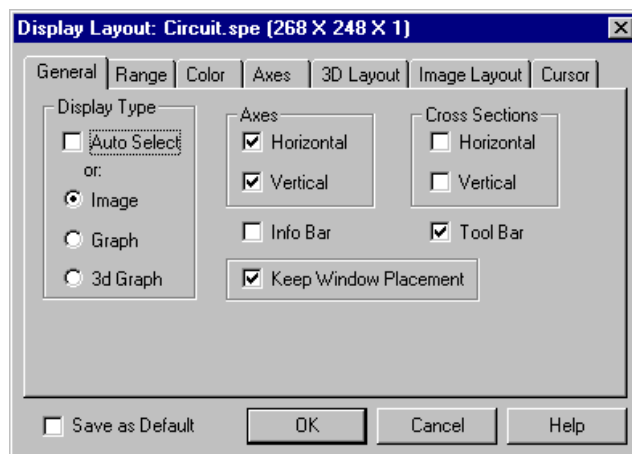 Display Layout: Circuit.spe (268 X 248 X 1)
General Range Color Axes 3D Layout Image Layout Cursor
Display Type
Auto Select
or:
Image
Graph
3d Graph
Axes
Horizontal
Vertical
Cross Sections
Horizontal
Vertical
Info Bar
Tool Bar
Keep Window Placement
Save as Default
OK
Cancel
Help